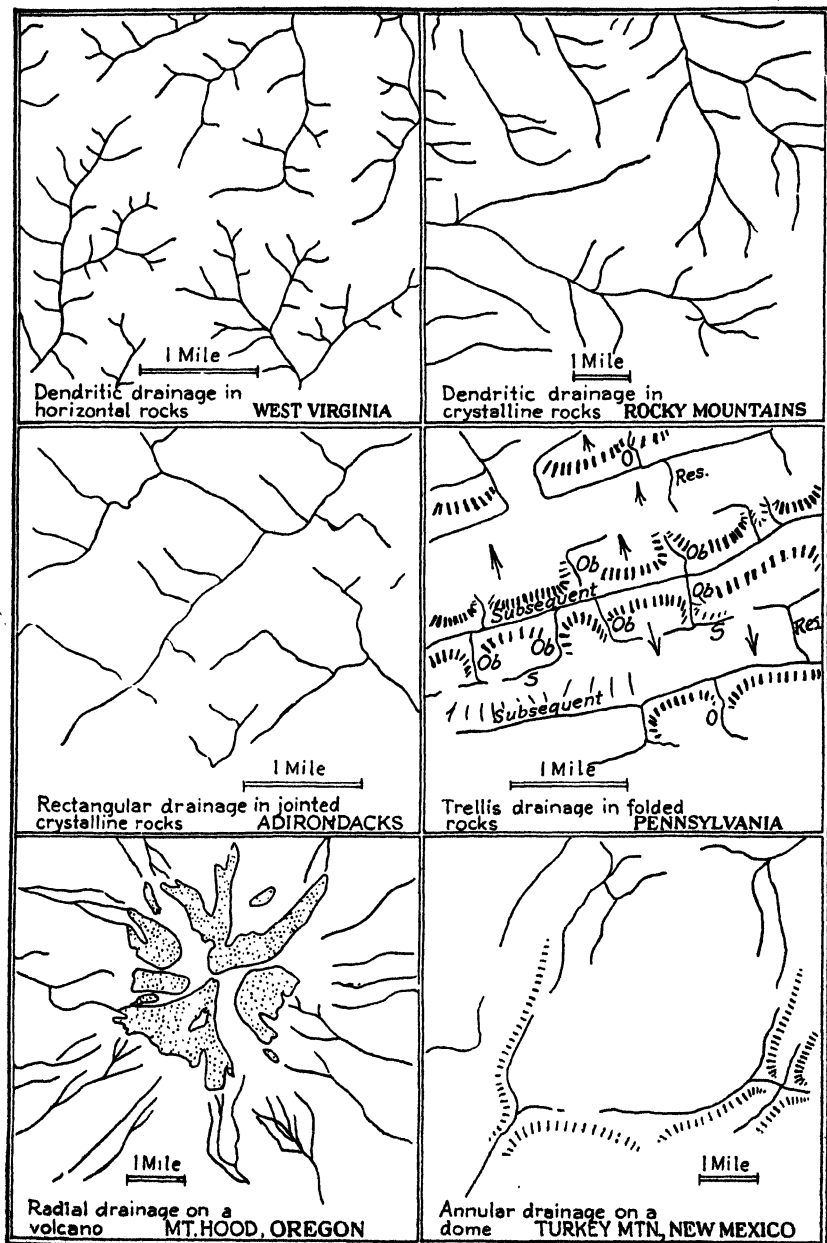 1 Mile
Dendritic drainage in
horizontal rocks WEST VIRGINIA
1 Mile
Dendritic drainage in
crystalline rocks ROCKY MOUNTAINS
1 Mile
Rectangular drainage in jointed
crystalline rocks ADIRONDACKS
O
Res.
Ob
Ob
Ob
Subsequent
Ob
Ob
Ob
Ob
S
Res
S
Subsequent
O
1 Mile
Trellis drainage in folded
rocks PENNSYLVANIA
1 Mile
Radial drainage on a
volcano MT. HOOD, OREGON
1 Mile
Annular drainage on a
dome TURKEY MTN, NEW MEXICO